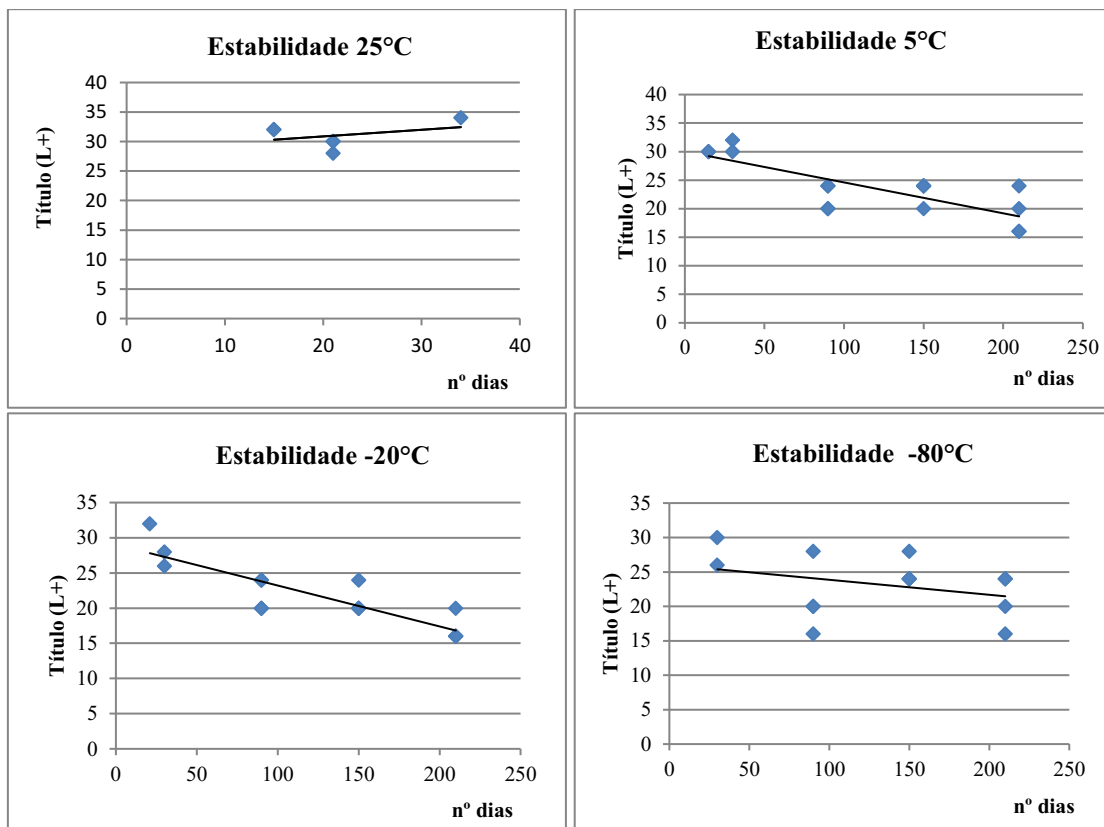 Estabilidade 25°C
Título (L+)
40
35
30
25
20
15
10
5
0
0 10 20 30 40
nº dias
Estabilidade 5°C
Título (L+)
40
35
30
25
20
15
10
5
0
0 50 100 150 200 250
nº dias
Estabilidade -20°C
Título (L+)
35
30
25
20
15
10
5
0
0 50 100 150 200 250
nº dias
Estabilidade -80°C
Título (L+)
35
30
25
20
15
10
5
0
0 50 100 150 200 250
nº dias